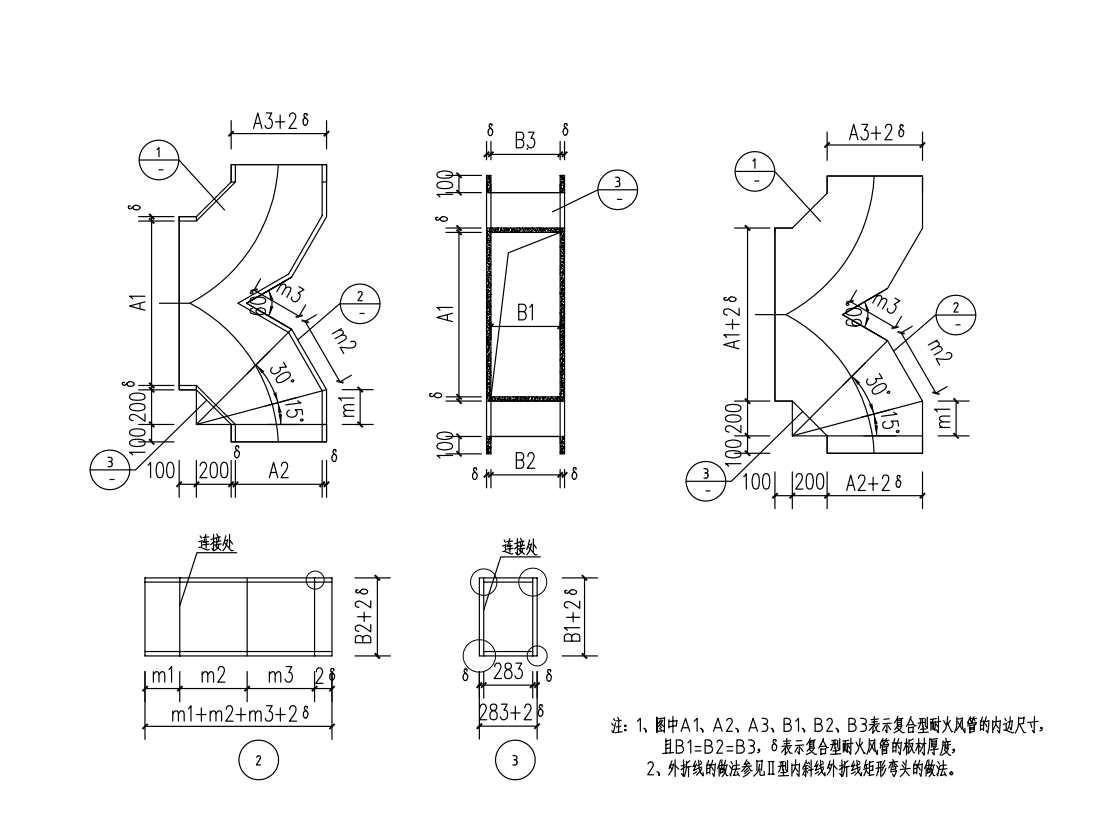 A3+2δ
1
-
δ
A1
δ
200
100
3
-
100
200
δ
A2
δ
60°
m3
2
-
m2
30°
15°
m1
δ
B3
δ
100
3
-
δ
A1
B1
δ
100
δ
B2
δ
A3+2δ
1
-
A1+2δ
200
100
3
-
100
200
A2+2δ
60°
m3
2
-
m2
30°
15°
m1
连接处
B2+2δ
m1
m2
m3
2δ
m1+m2+m3+2δ
2
连接处
B1+2δ
δ
283
δ
283+2δ
3
注：1、图中A1、A2、A3、B1、B2、B3表示复合型耐火风管的内边尺寸，
且B1=B2=B3，δ表示复合型耐火风管的板材厚度，
2、外折线的做法参见Ⅱ型内斜线外折线矩形弯头的做法。